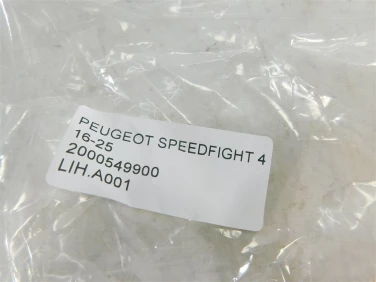 PEUGEOT SPEEDFIGHT 4
16-25
2000549900
LIH.A001